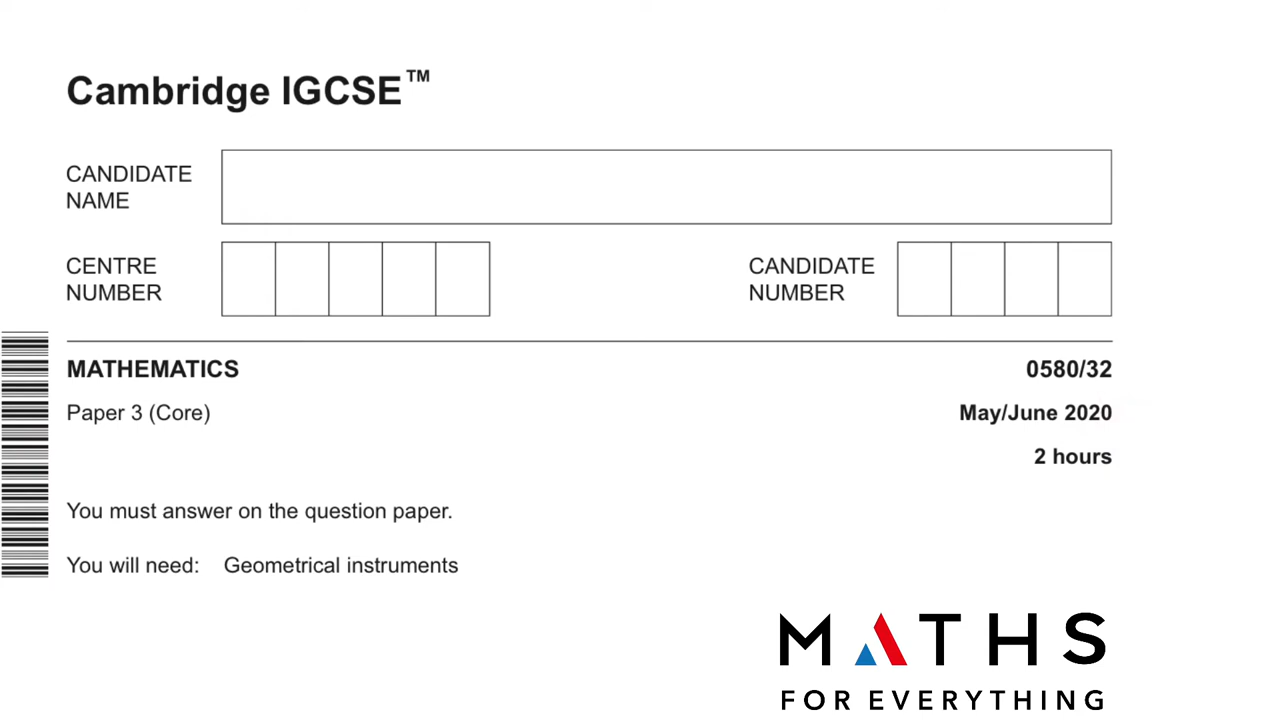 Cambridge IGCSE™
CANDIDATE
NAME
CENTRE
NUMBER
CANDIDATE
NUMBER
MATHEMATICS 0580/32
Paper 3 (Core) May/June 2020
2 hours
You must answer on the question paper.
You will need: Geometrical instruments
MATHS
FOR EVERYTHING